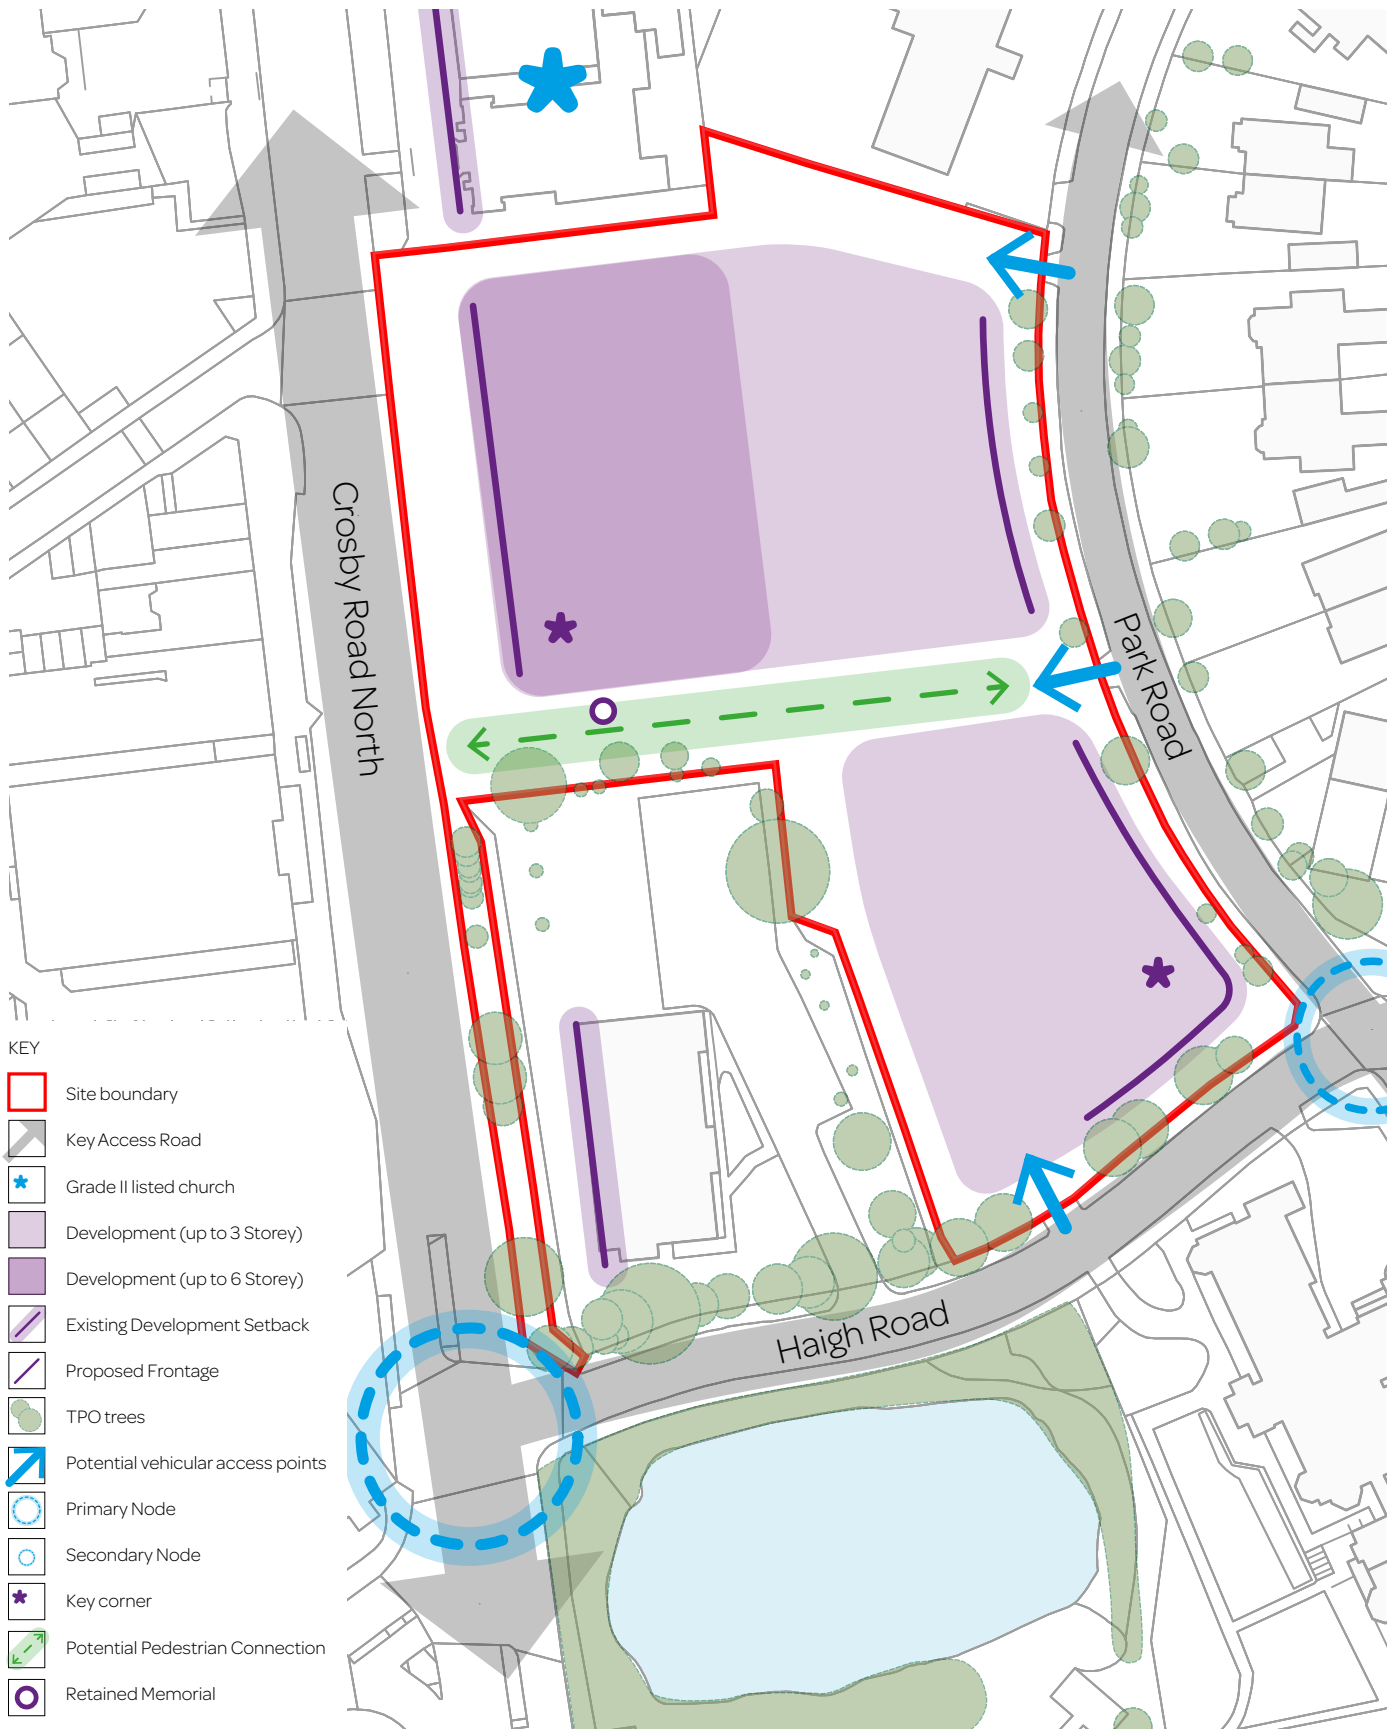 Crosby Road North
Park Road
Haigh Road
KEY
Site boundary
Key Access Road
Grade II listed church
Development (up to 3 Storey)
Development (up to 6 Storey)
Existing Development Setback
Proposed Frontage
TPO trees
Potential vehicular access points
Primary Node
Secondary Node
Key corner
Potential Pedestrian Connection
Retained Memorial